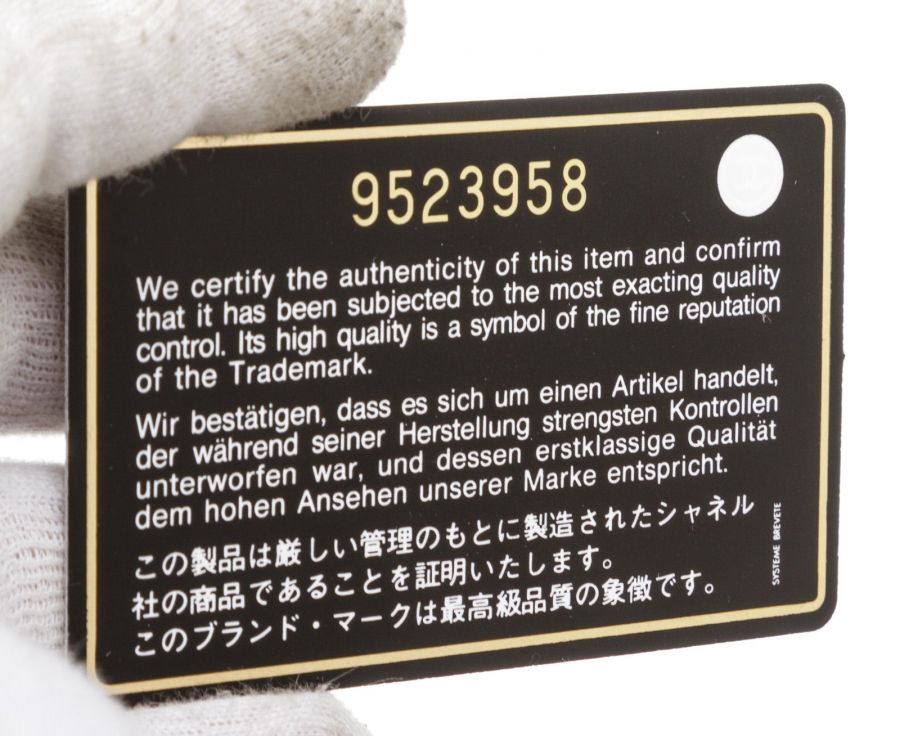 9523958
We certify the authenticity of this item and confirm
that it has been subjected to the most exacting quality
control. Its high quality is a symbol of the fine reputation
of the Trademark.
Wir bestätigen, dass es sich um einen Artikel handelt,
der während seiner Herstellung strengsten Kontrollen
unterworfen war, und dessen erstklassige Qualität
dem hohen Ansehen unserer Marke entspricht.
この製品は厳しい管理のもとに製造されたシャネル
社の商品であることを証明いたします。
このブランド・マークは最高級品質の象徴です。
SYSTEME BREVETE